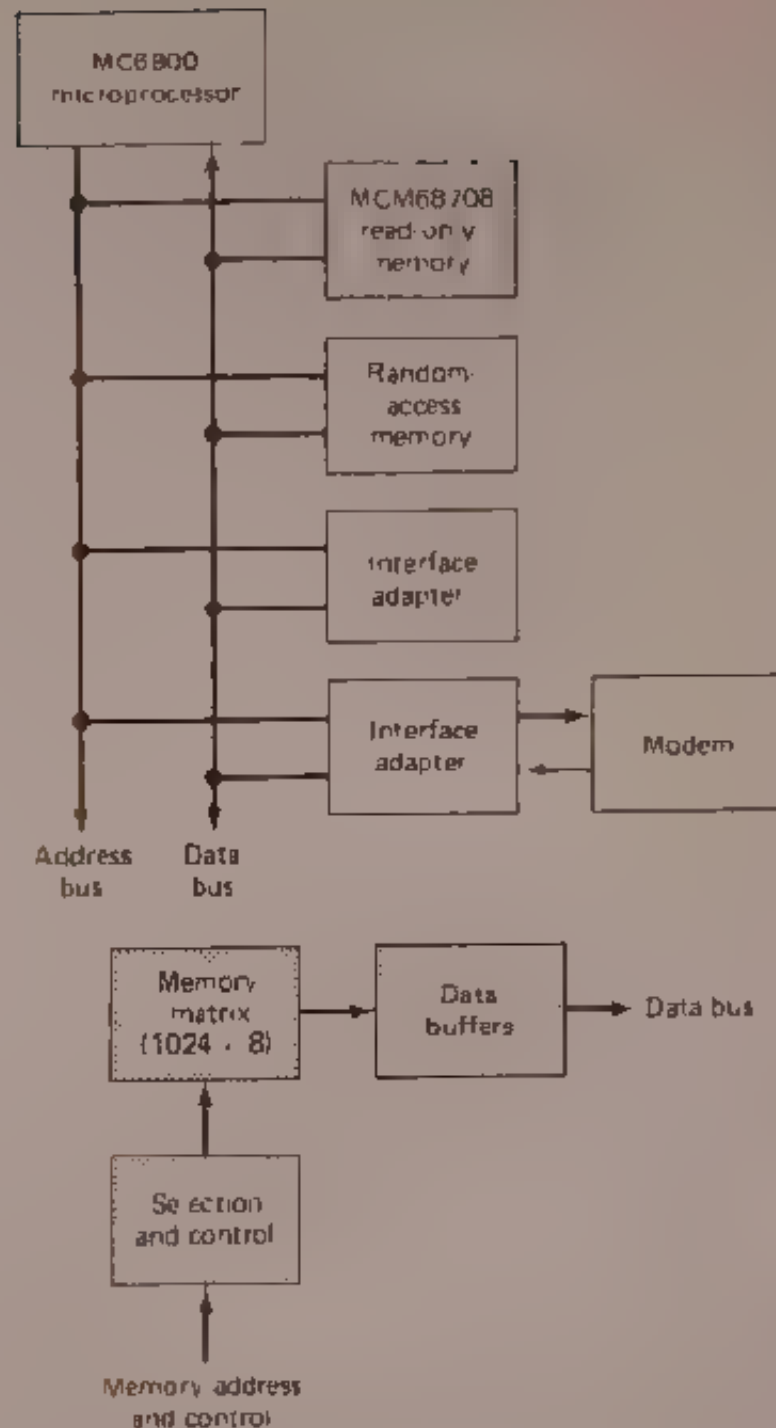 MC6800
microprocessor
MCM68708
read-only
memory
Random-
access
memory
Interface
adapter
Interface
adapter
Modem
Address
bus
Data
bus
Memory
matrix
(1024 × 8)
Data
buffers
Data bus
Selection
and control
Memory address
and control